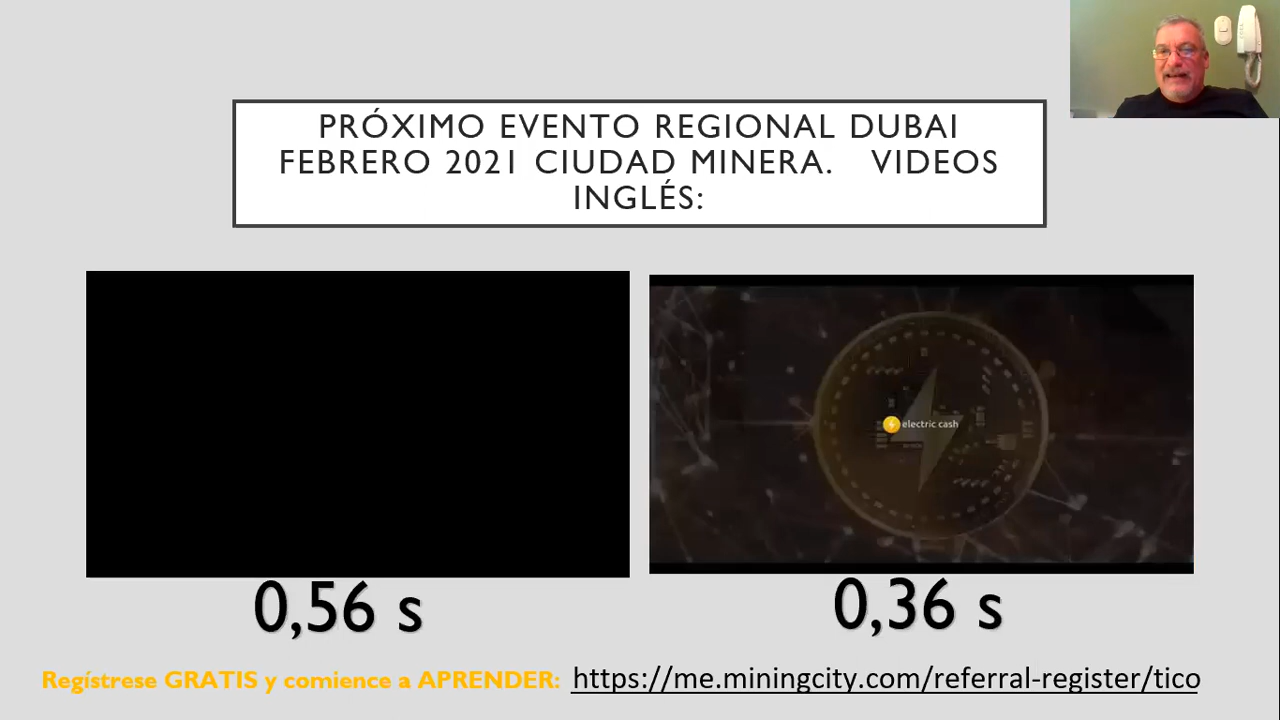 PRÓXIMO EVENTO REGIONAL DUBAI
FEBRERO 2021 CIUDAD MINERA. VIDEOS
INGLÉS:
electric cash
0,56 s
0,36 s
Regístrese GRATIS y comience a APRENDER: https://me.miningcity.com/referral-register/tico